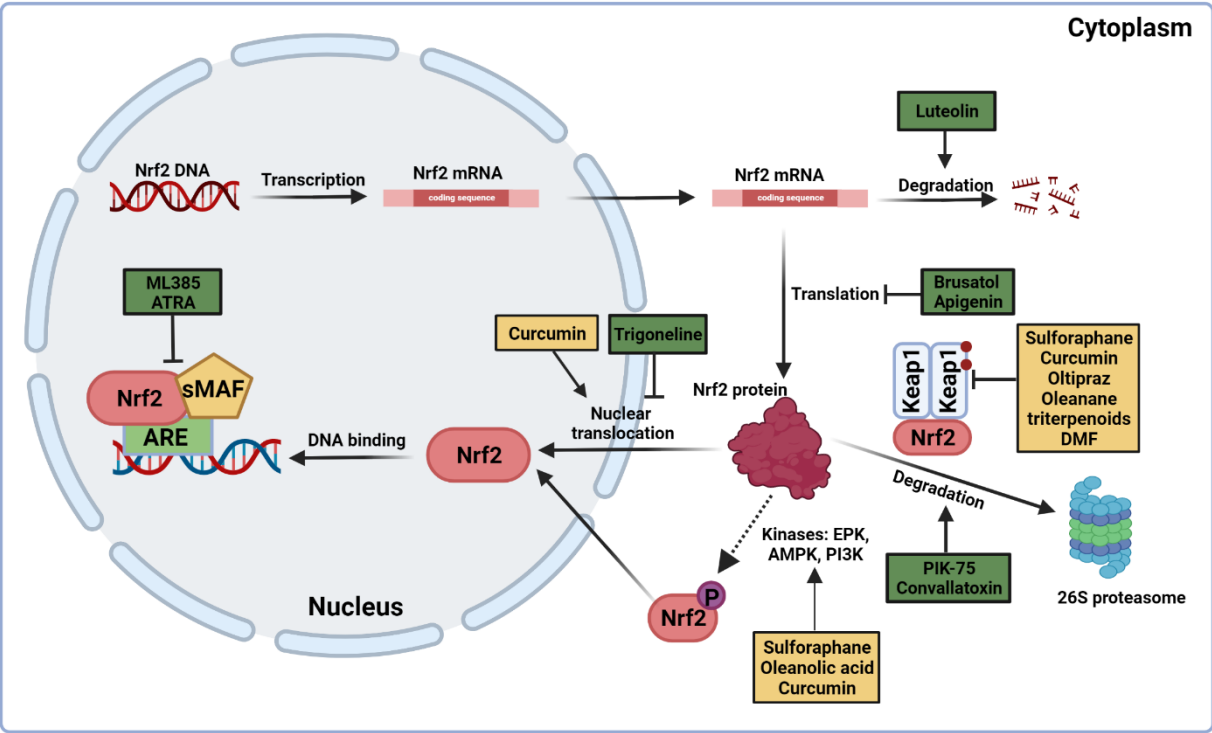 Cytoplasm
Luteolin
Nrf2 DNA
Transcription
Nrf2 mRNA
coding sequence
Nrf2 mRNA
coding sequence
Degradation
ML385
ATRA
Translation
Brusatol
Apigenin
Curcumin
Trigoneline
Sulforaphane
Curcumin
Oltipraz
Oleanane
triterpenoids
DMF
Keap1
Keap1
Nrf2
Nrf2
sMAF
ARE
DNA binding
Nrf2
Nuclear
translocation
Nrf2 protein
Degradation
Kinases: EPK,
AMPK, PI3K
PIK-75
Convallatoxin
26S proteasome
Nucleus
P
Nrf2
Sulforaphane
Oleanolic acid
Curcumin